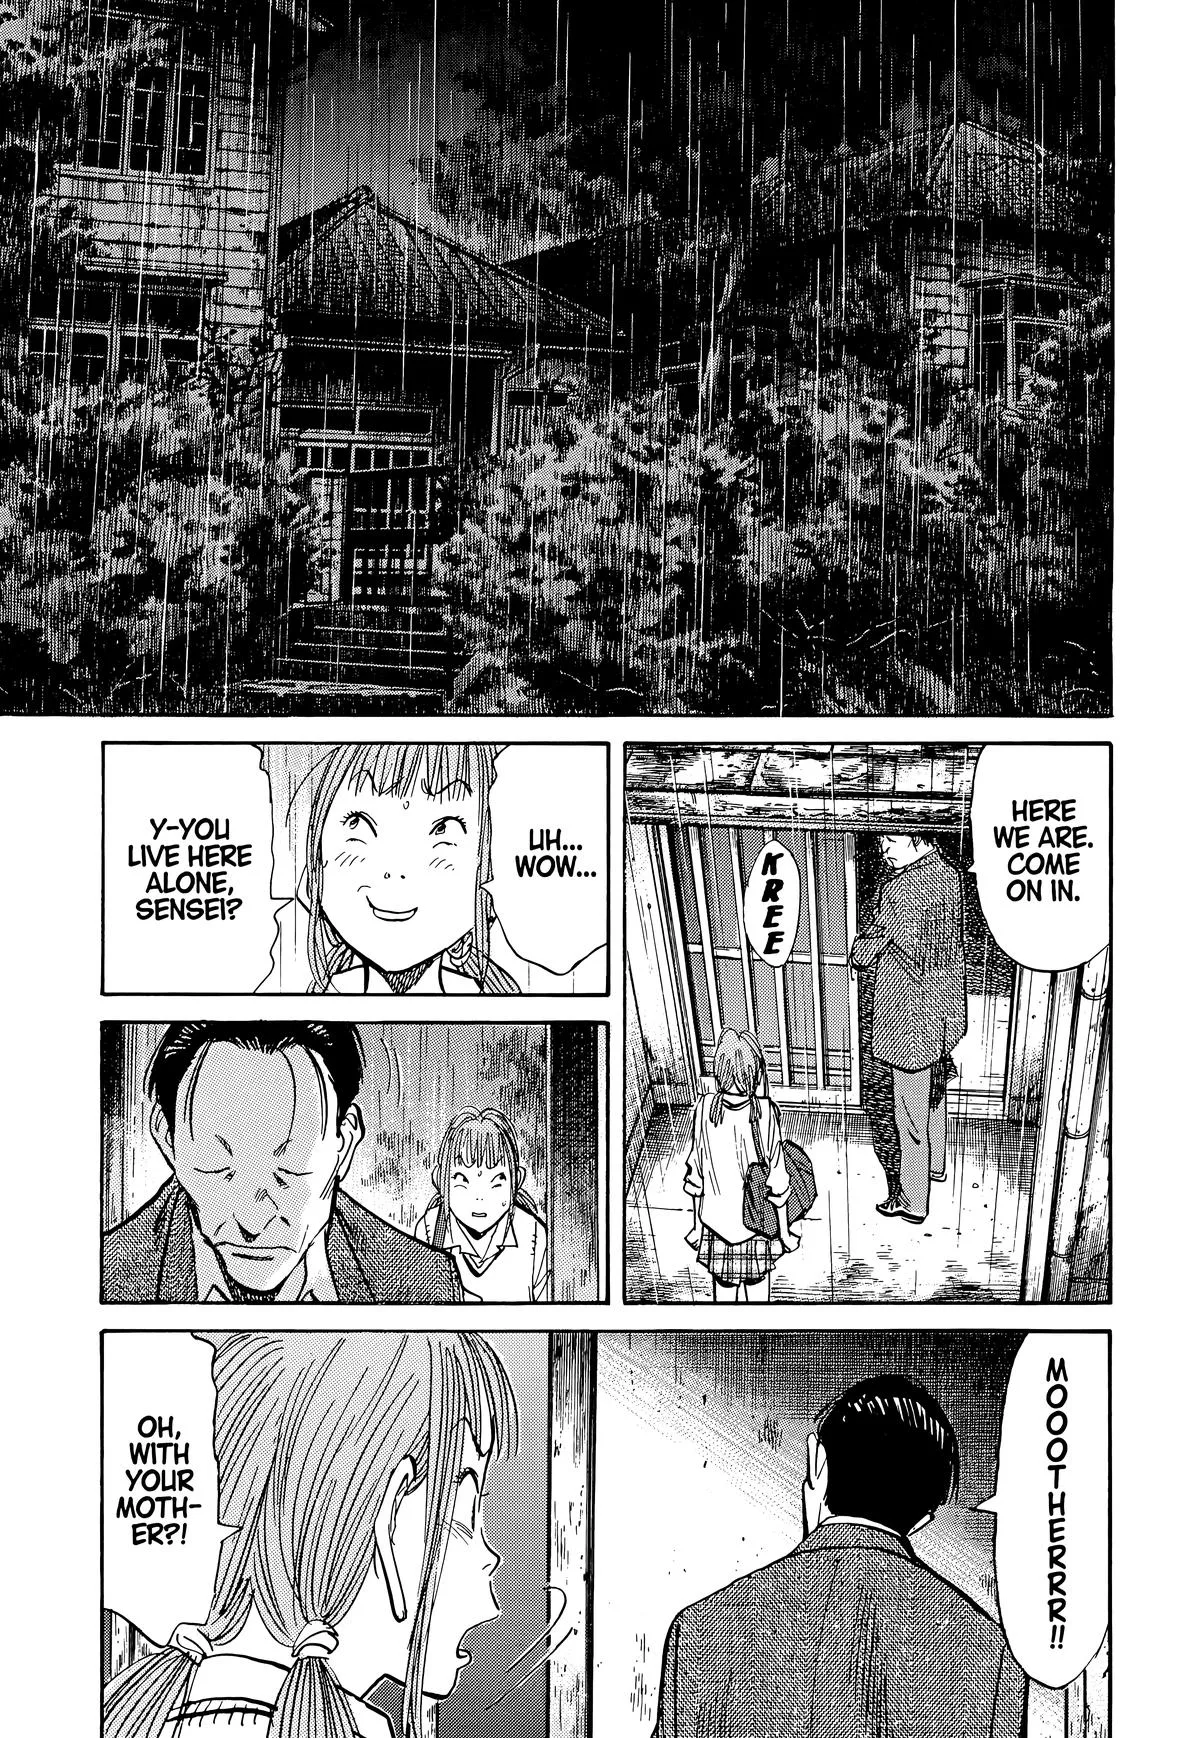 HERE
WE ARE.
COME
ON IN.
KREE
UH...
WOW...
Y-YOU
LIVE HERE
ALONE,
SENSEI?
MOOOTHERRR!!
OH,
WITH
YOUR
MOTH-
ER?!